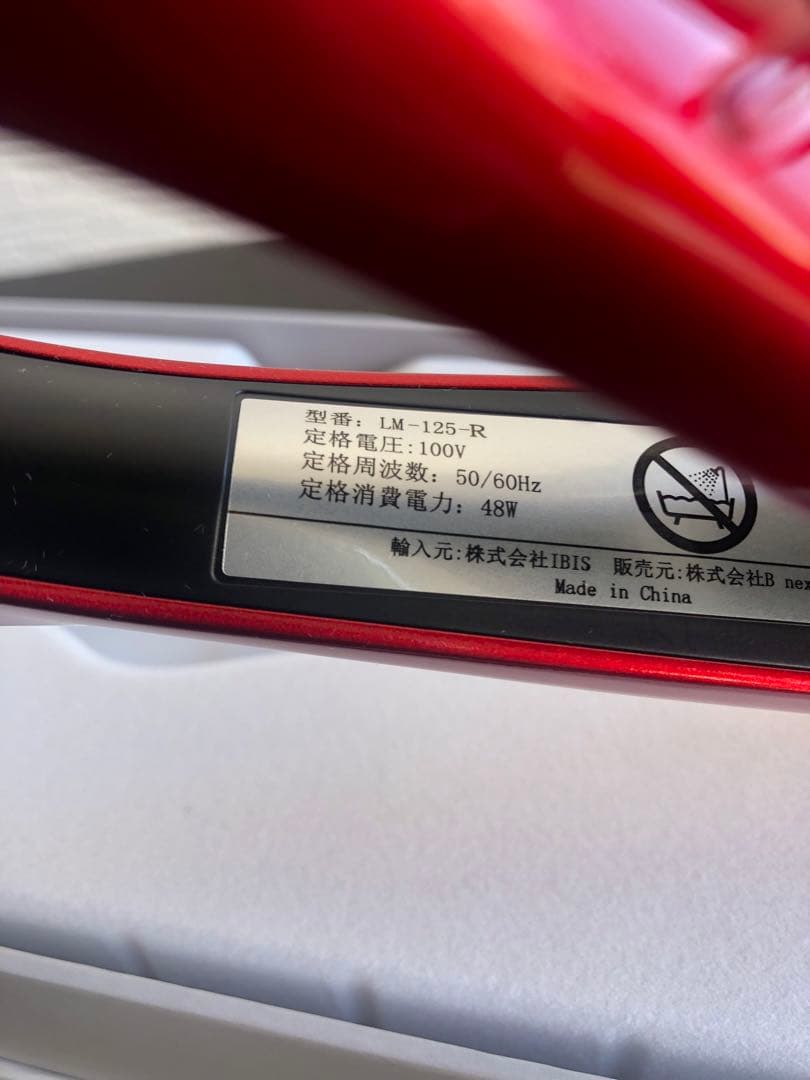 型番: LM-125-R
定格電圧:100V
定格周波数: 50/60Hz
定格消費電力: 48W
輸入元:株式会社IBIS 販売元:株式会社B
Made in China